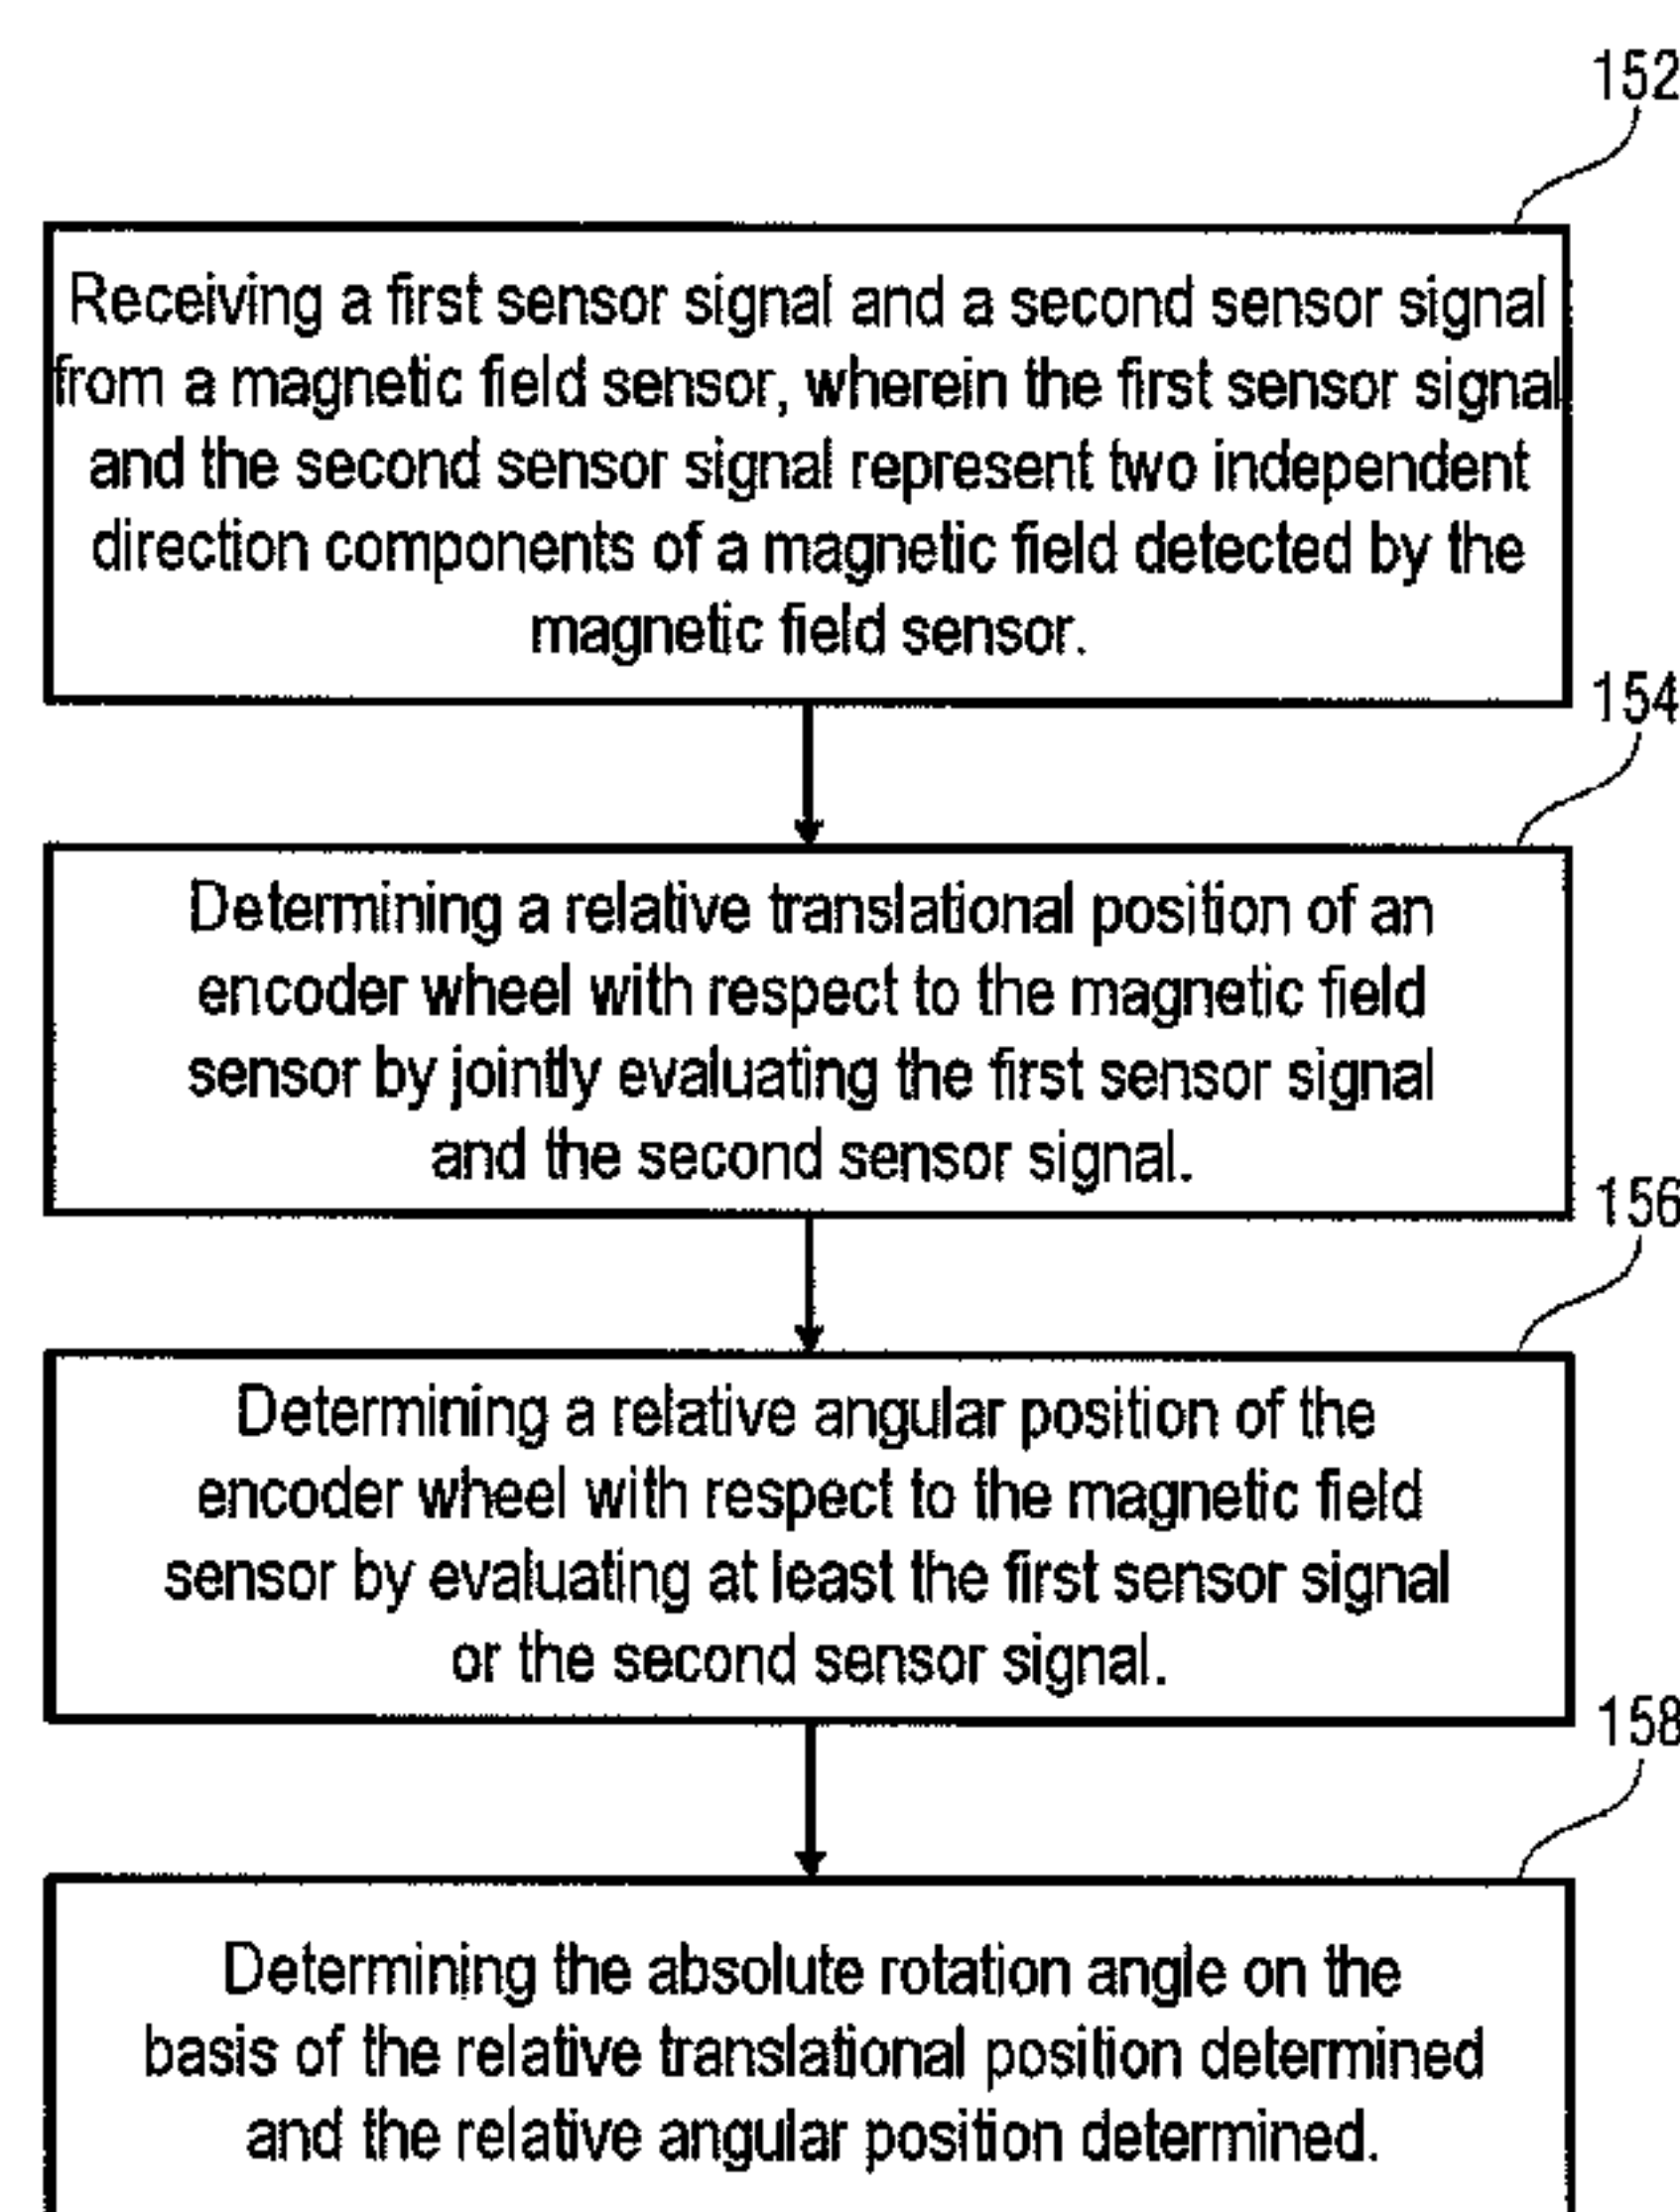 152
Receiving a first sensor signal and a second sensor signal
from a magnetic field sensor, wherein the first sensor signal
and the second sensor signal represent two independent
direction components of a magnetic field detected by the
magnetic field sensor.
154
Determining a relative translational position of an
encoder wheel with respect to the magnetic field
sensor by jointly evaluating the first sensor signal
and the second sensor signal.
156
Determining a relative angular position of the
encoder wheel with respect to the magnetic field
sensor by evaluating at least the first sensor signal
or the second sensor signal.
158
Determining the absolute rotation angle on the
basis of the relative translational position determined
and the relative angular position determined.